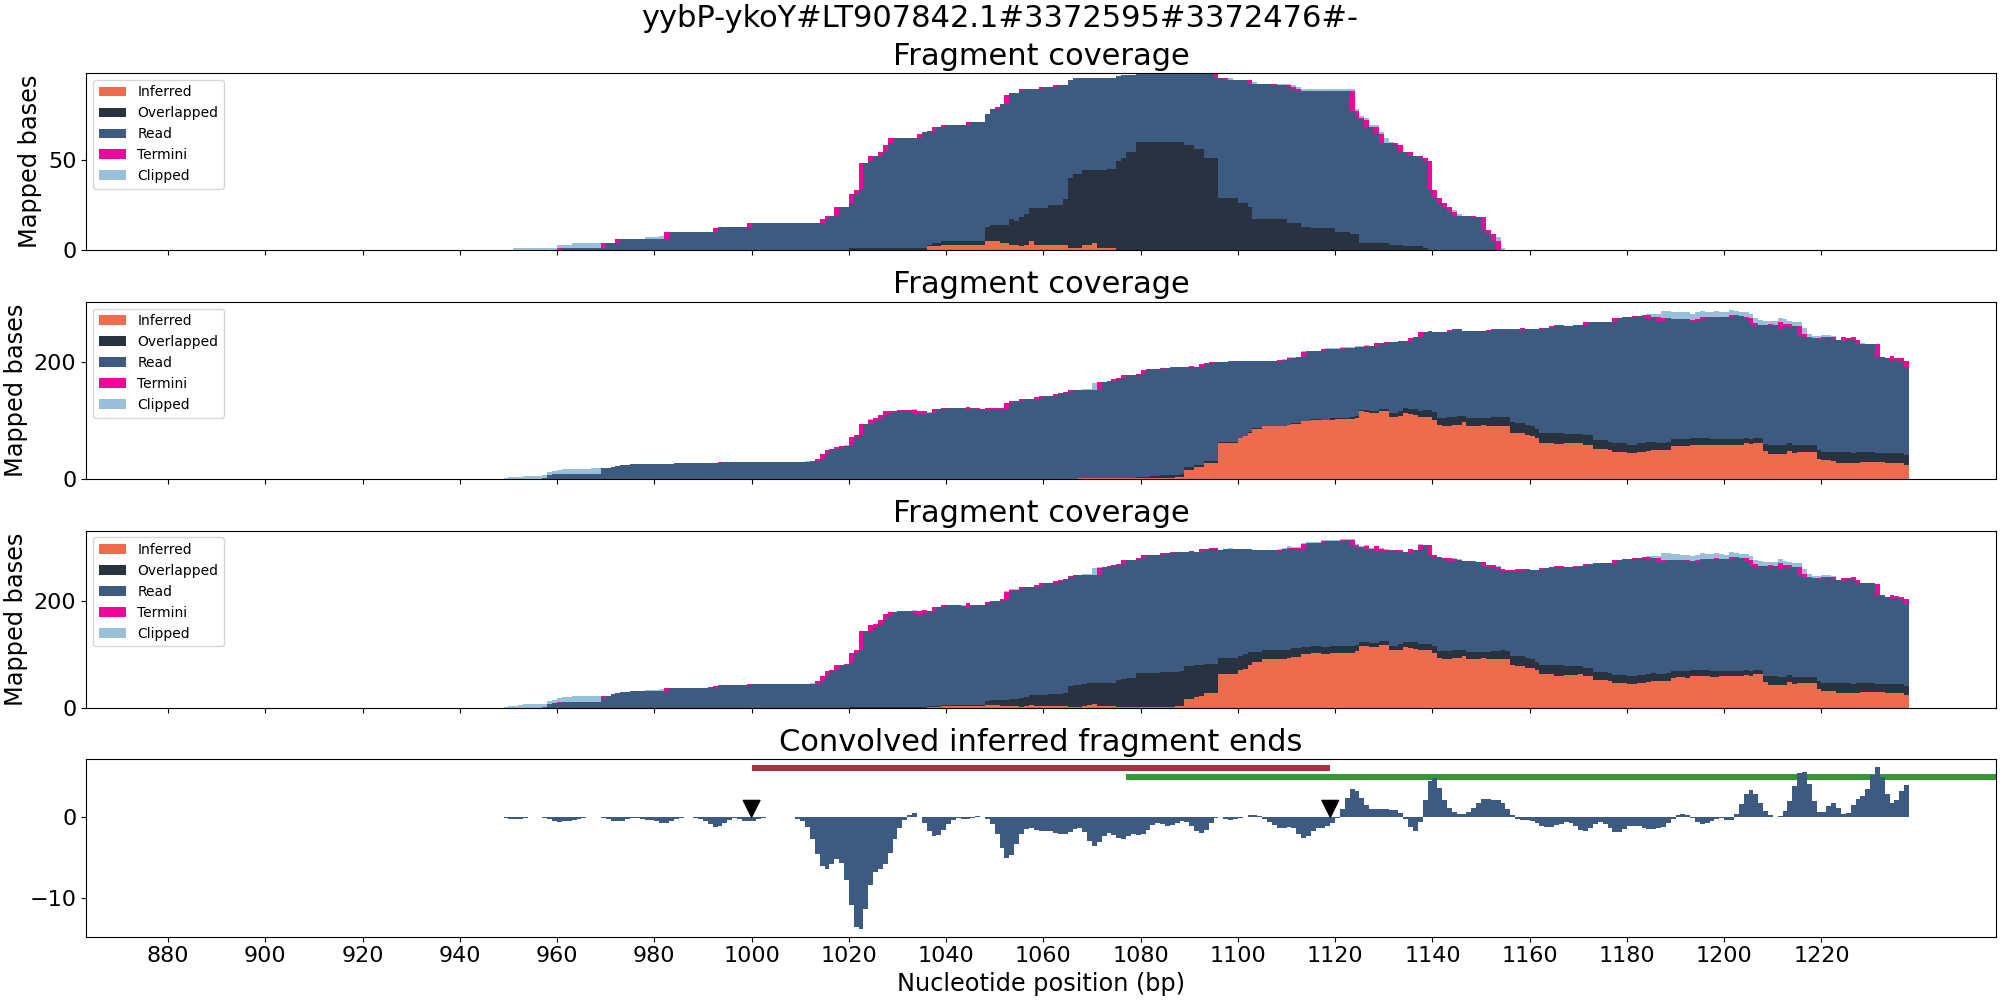 yybP-ykoY#LT907842.1#3372595#3372476#-
Fragment coverage
Mapped bases
50
0
Inferred
Overlapped
Read
Termini
Clipped
Fragment coverage
Mapped bases
200
0
Inferred
Overlapped
Read
Termini
Clipped
Fragment coverage
Mapped bases
200
0
Inferred
Overlapped
Read
Termini
Clipped
Convolved inferred fragment ends
0
−10
880 900 920 940 960 980 1000 1020 1040 1060 1080 1100 1120 1140 1160 1180 1200 1220
Nucleotide position (bp)